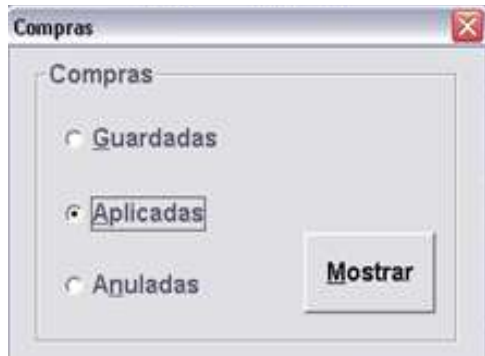 Compras
Compras
Guardadas
Aplicadas
Anuladas
Mostrar